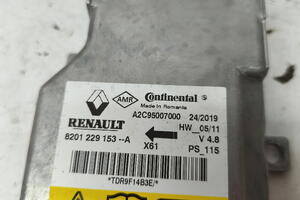 AMR Continental
Made in Romania
A2C95007000 24/2019
RENAULT HW_05/11
8201 229 153 --A V 4.8
X61 PS_115
*TDR9F14B3E/*